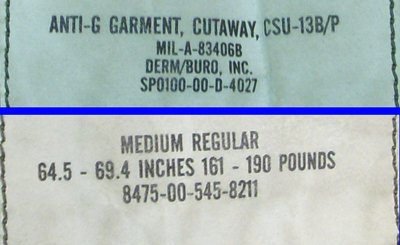 ANTI-G GARMENT, CUTAWAY, CSU-13B/P
MIL-A-83406B
DERM/BURO, INC.
SP0100-00-D-4027
MEDIUM REGULAR
64.5 - 69.4 INCHES 161 - 190 POUNDS
8475-00-545-8211